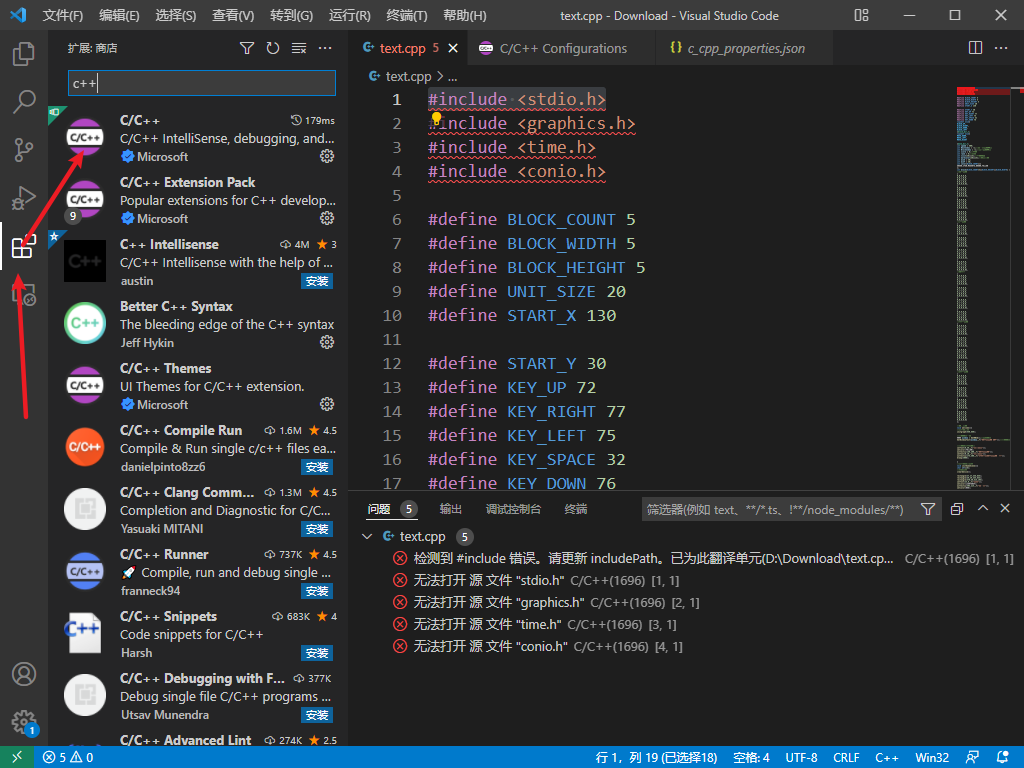 文件(F) 编辑(E) 选择(S) 查看(V) 转到(G) 运行(R) 终端(T) 帮助(H) text.cpp - Download - Visual Studio Code
扩展: 商店
c++
C/C++ 179ms
C/C++ IntelliSense, debugging, and...
Microsoft
C/C++
C/C++ Extension Pack
Popular extensions for C++ develop...
Microsoft
C/C++
9
C++ Intellisense 4M 3
C/C++ Intellisense with the help of ...
austin 安装
C++
Better C++ Syntax
The bleeding edge of the C++ syntax
Jeff Hykin
C++
C/C++ Themes
UI Themes for C/C++ extension.
Microsoft
C/C++
C/C++ Compile Run 1.6M 4.5
Compile & Run single c/c++ files ea...
danielpinto8zz6 安装
C/C++
C/C++ Clang Comm... 1.3M 4.5
Completion and Diagnostic for C/C...
Yasuaki MITANI 安装
C/C++ Runner 737K 4.5
🚀 Compile, run and debug single ...
franneck94 安装
C/C++
C/C++ Snippets 683K 4
Code snippets for C/C++
Harsh 安装
C++
C/C++ Debugging with F... 377K
Debug single file C/C++ programs ...
Utsav Munendra 安装
C/C++ Advanced Lint 274K 2.5
text.cpp 5 C/C++ Configurations {} c_cpp_properties.json
text.cpp > ...
1 #include <stdio.h>
2 #include <graphics.h>
3 #include <time.h>
4 #include <conio.h>
5
6 #define BLOCK_COUNT 5
7 #define BLOCK_WIDTH 5
8 #define BLOCK_HEIGHT 5
9 #define UNIT_SIZE 20
10 #define START_X 130
11
12 #define START_Y 30
13 #define KEY_UP 72
14 #define KEY_RIGHT 77
15 #define KEY_LEFT 75
16 #define KEY_SPACE 32
17 #define KEY_DOWN 76
问题 5 输出 调试控制台 终端 筛选器(例如 text、**/*.ts、!**/node_modules/**)
text.cpp 5
检测到 #include 错误。请更新 includePath。已为此翻译单元(D:\Download\text.cp... C/C++(1696) [1, 1]
无法打开 源 文件 "stdio.h" C/C++(1696) [1, 1]
无法打开 源 文件 "graphics.h" C/C++(1696) [2, 1]
无法打开 源 文件 "time.h" C/C++(1696) [3, 1]
无法打开 源 文件 "conio.h" C/C++(1696) [4, 1]
1
5 0 行 1，列 19 (已选择18) 空格: 4 UTF-8 CRLF C++ Win32